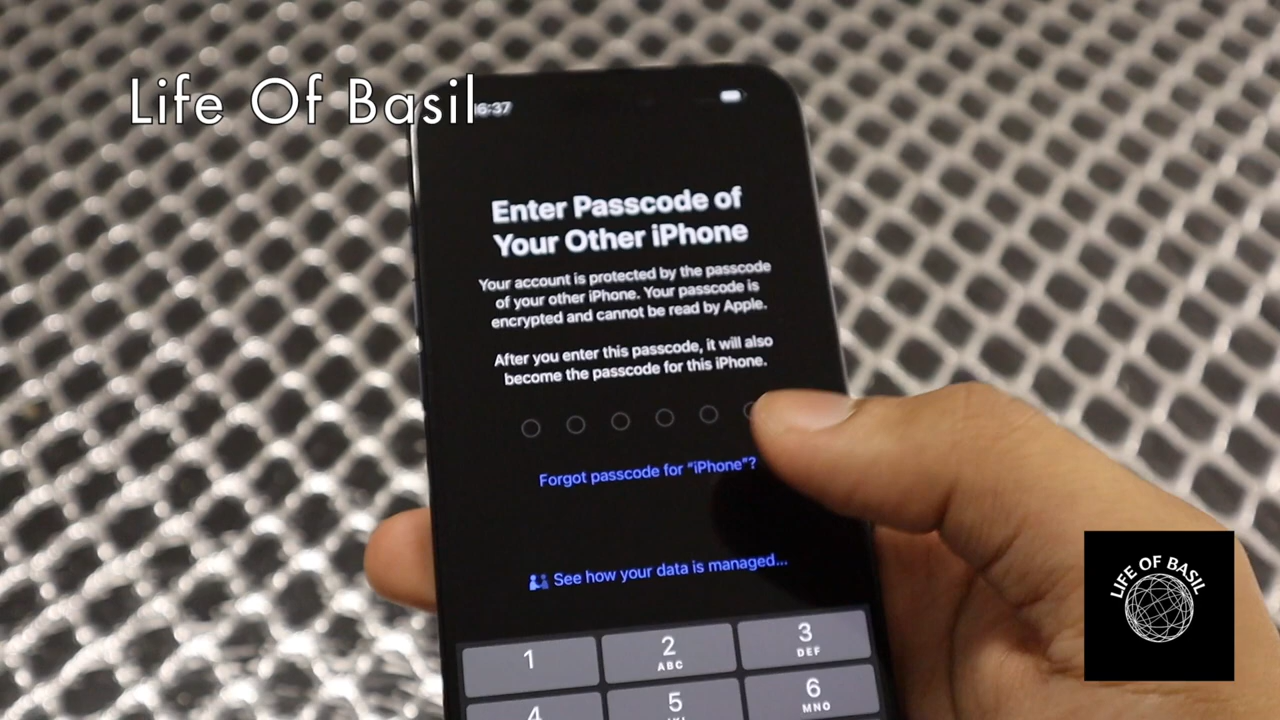 Life Of Basil
16:37
Enter Passcode of
Your Other iPhone
Your account is protected by the passcode
of your other iPhone. Your passcode is
encrypted and cannot be read by Apple.
After you enter this passcode, it will also
become the passcode for this iPhone.
Forgot passcode for “iPhone”?
See how your data is managed...
1
2
ABC
3
DEF
4
5
6
MNO
LIFE OF BASIL